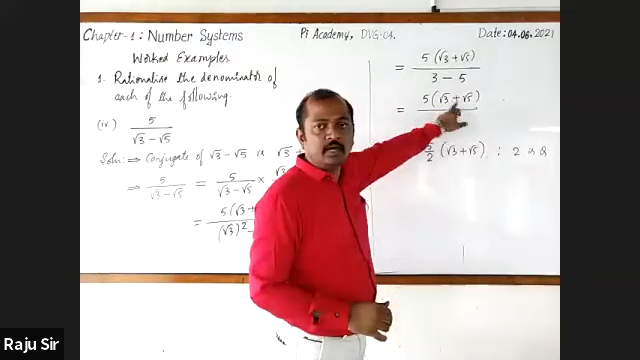 Chapter-1: Number Systems
Pi Academy, DVG-04.
Date: 04.06.2021
Worked Examples
1. Rationalise the denominator of
each of the following.
(iv) 5/(√3 - √5)
Soln: ⇒ Conjugate of √3 - √5 is √3 +
⇒ 5/(√3 - √5) = 5/(√3 - √5) × √3
= 5(√3 +
(√3)² -
= 5(√3 + √5)/(3 - 5)
= 5(√3 + √5)
/2 (√3 + √5)
Raju Sir